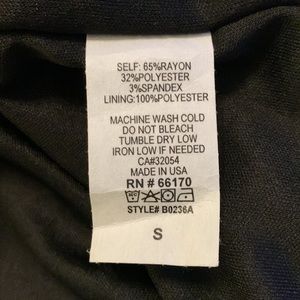 SELF: 65%RAYON
32%POLYESTER
3%SPANDEX
LINING:100%POLYESTER
MACHINE WASH COLD
DO NOT BLEACH
TUMBLE DRY LOW
IRON LOW IF NEEDED
CA#32054
MADE IN USA
RN # 66170
STYLE# B0236A
S